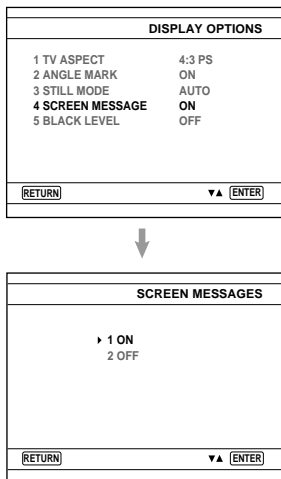 DISPLAY OPTIONS
1 TV ASPECT 4:3 PS
2 ANGLE MARK ON
3 STILL MODE AUTO
4 SCREEN MESSAGE ON
5 BLACK LEVEL OFF
RETURN ▼▲ ENTER
SCREEN MESSAGES
1 ON
2 OFF
RETURN ▼▲ ENTER